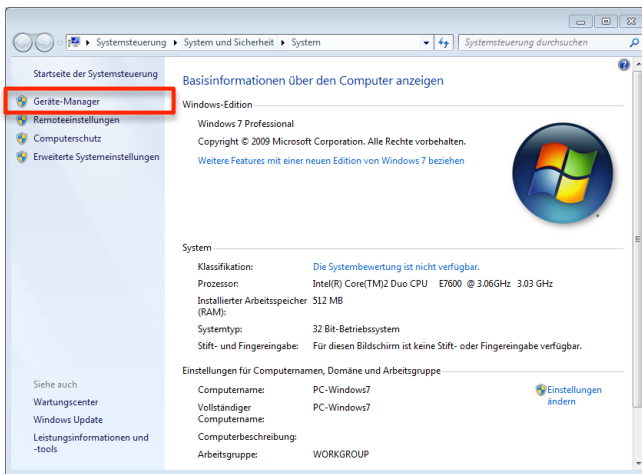 Systemsteuerung ▸ System und Sicherheit ▸ System
Systemsteuerung durchsuchen
Startseite der Systemsteuerung
Geräte-Manager
Remoteeinstellungen
Computerschutz
Erweiterte Systemeinstellungen
Siehe auch
Wartungscenter
Windows Update
Leistungsinformationen und
-tools
Basisinformationen über den Computer anzeigen
Windows-Edition
Windows 7 Professional
Copyright © 2009 Microsoft Corporation. Alle Rechte vorbehalten.
Weitere Features mit einer neuen Edition von Windows 7 beziehen
System
Klassifikation: Die Systembewertung ist nicht verfügbar.
Prozessor: Intel(R) Core(TM)2 Duo CPU E7600 @ 3.06GHz 3.03 GHz
Installierter Arbeitsspeicher 512 MB
(RAM):
Systemtyp: 32 Bit-Betriebssystem
Stift- und Fingereingabe: Für diesen Bildschirm ist keine Stift- oder Fingereingabe verfügbar.
Einstellungen für Computernamen, Domäne und Arbeitsgruppe
Computername: PC-Windows7 Einstellungen
ändern
Vollständiger PC-Windows7
Computername:
Computerbeschreibung:
Arbeitsgruppe: WORKGROUP